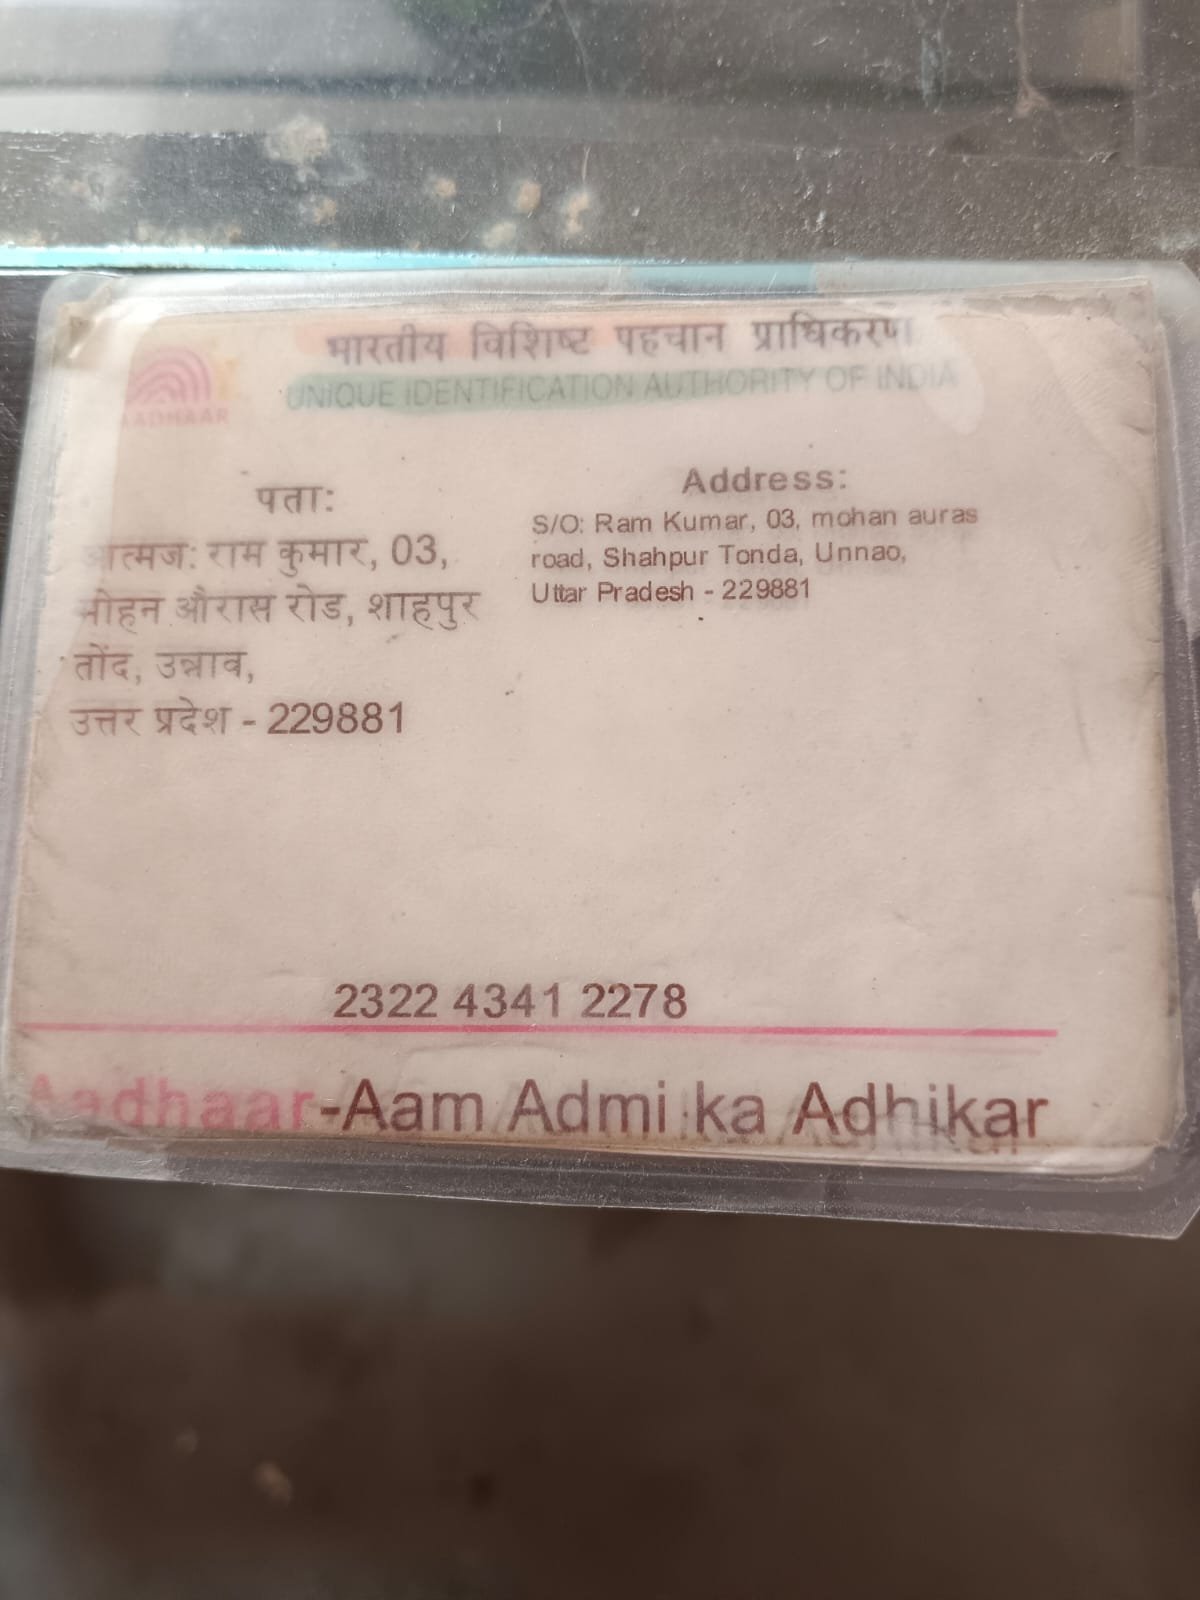 भारतीय विशिष्ट पहचान प्राधिकरण
UNIQUE IDENTIFICATION AUTHORITY OF INDIA
AADHAAR
पता:
आत्मज: राम कुमार, 03,
मोहन औरास रोड, शाहपुर
तोंद, उन्नाव,
उत्तर प्रदेश - 229881
Address:
S/O: Ram Kumar, 03, mohan auras
road, Shahpur Tonda, Unnao,
Uttar Pradesh - 229881
2322 4341 2278
Aadhaar-Aam Admi ka Adhikar